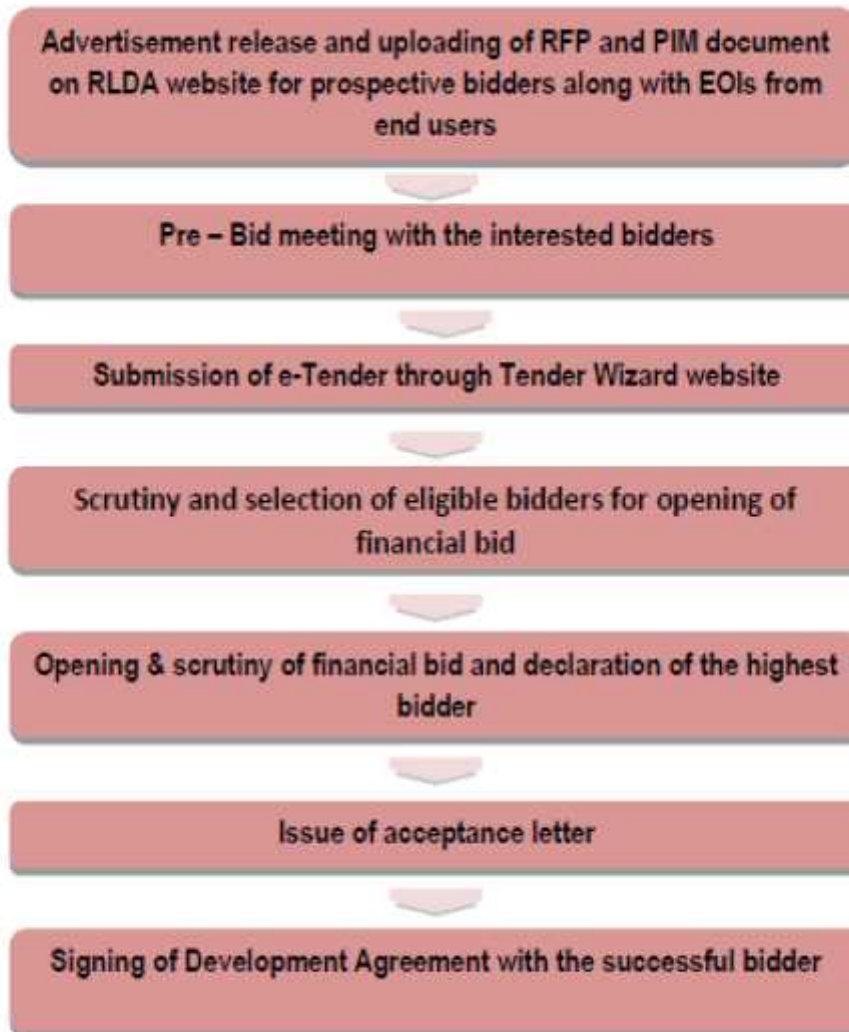 Advertisement release and uploading of RFP and PIM document
on RLDA website for prospective bidders along with EOIs from
end users
Pre – Bid meeting with the interested bidders
Submission of e-Tender through Tender Wizard website
Scrutiny and selection of eligible bidders for opening of
financial bid
Opening & scrutiny of financial bid and declaration of the highest
bidder
Issue of acceptance letter
Signing of Development Agreement with the successful bidder